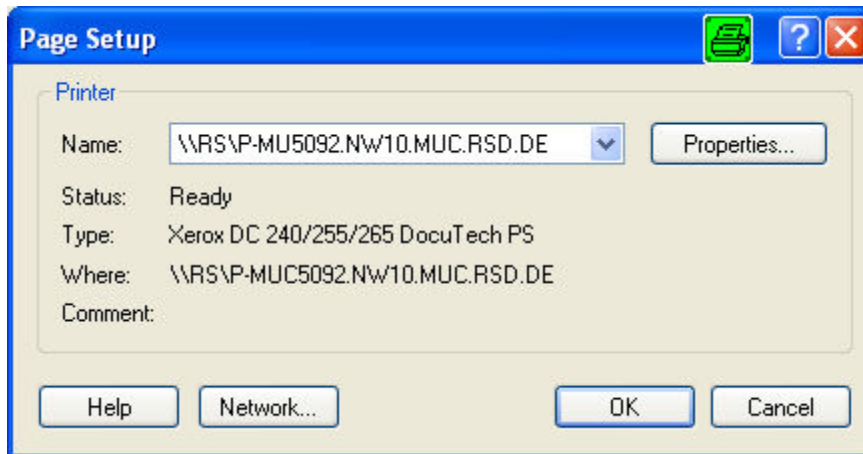 Page Setup
Printer
Name: \\RS\P-MU5092.NW10.MUC.RSD.DE Properties...
Status: Ready
Type: Xerox DC 240/255/265 DocuTech PS
Where: \\RS\P-MUC5092.NW10.MUC.RSD.DE
Comment:
Help Network... OK Cancel